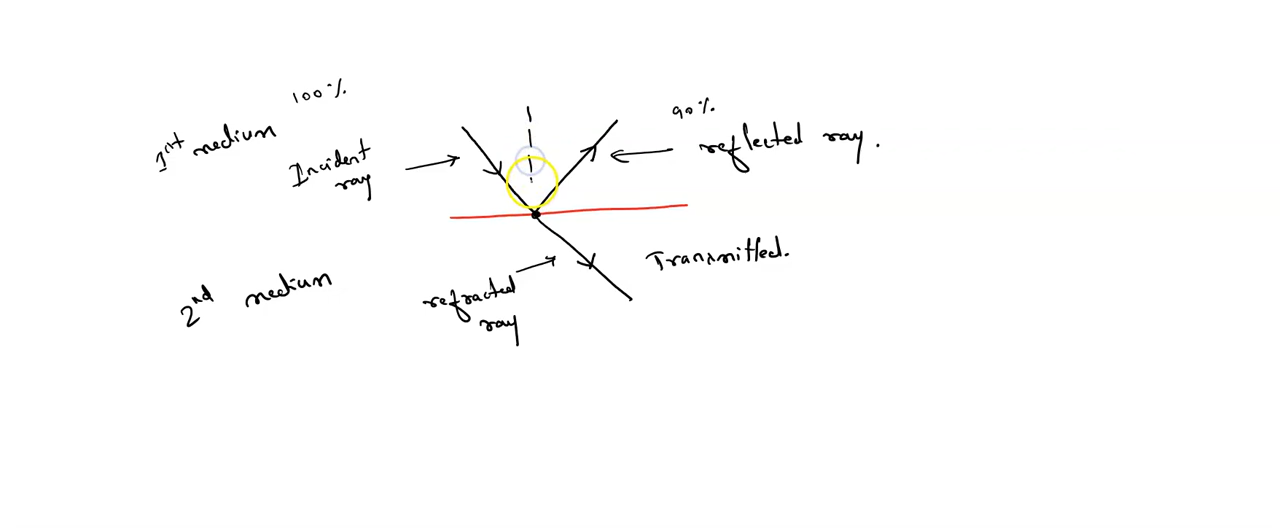 100%
1st medium
Incident
ray
90%
reflected ray.
Transmitted.
2nd medium
refracted
ray